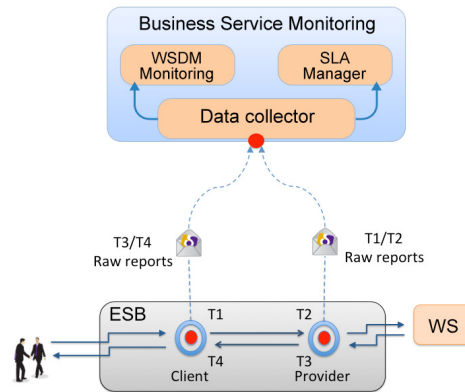 Business Service Monitoring
WSDM
Monitoring
SLA
Manager
Data collector
T3/T4
Raw reports
T1/T2
Raw reports
ESB
T1
T2
WS
T4
T3
Client
Provider